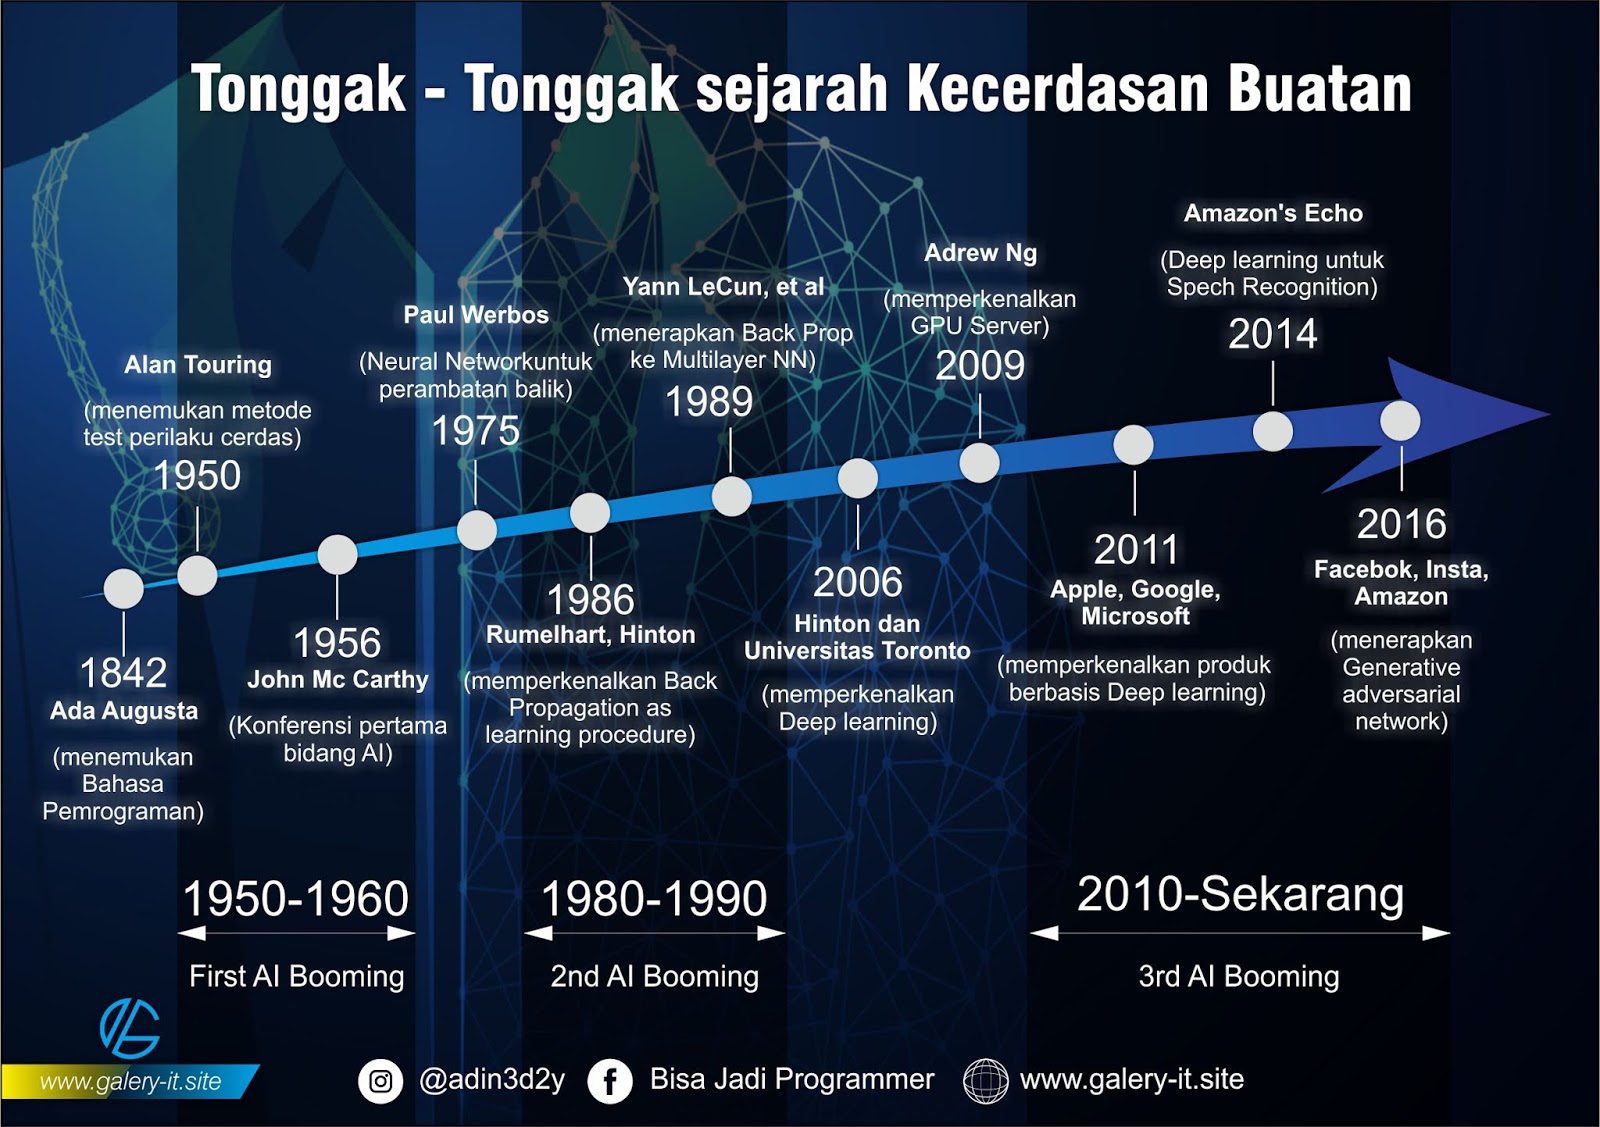 Tonggak - Tonggak sejarah Kecerdasan Buatan
1842
Ada Augusta
(menemukan
Bahasa
Pemrograman)
Alan Touring
(menemukan metode
test perilaku cerdas)
1950
1956
John Mc Carthy
(Konferensi pertama
bidang AI)
Paul Werbos
(Neural Networkuntuk
perambatan balik)
1975
1986
Rumelhart, Hinton
(memperkenalkan Back
Propagation as
learning procedure)
Yann LeCun, et al
(menerapkan Back Prop
ke Multilayer NN)
1989
2006
Hinton dan
Universitas Toronto
(memperkenalkan
Deep learning)
Adrew Ng
(memperkenalkan
GPU Server)
2009
2011
Apple, Google,
Microsoft
(memperkenalkan produk
berbasis Deep learning)
Amazon's Echo
(Deep learning untuk
Spech Recognition)
2014
2016
Facebok, Insta,
Amazon
(menerapkan
Generative
adversarial
network)
1950-1960
First AI Booming
1980-1990
2nd AI Booming
2010-Sekarang
3rd AI Booming
www.galery-it.site
@adin3d2y
Bisa Jadi Programmer
www.galery-it.site